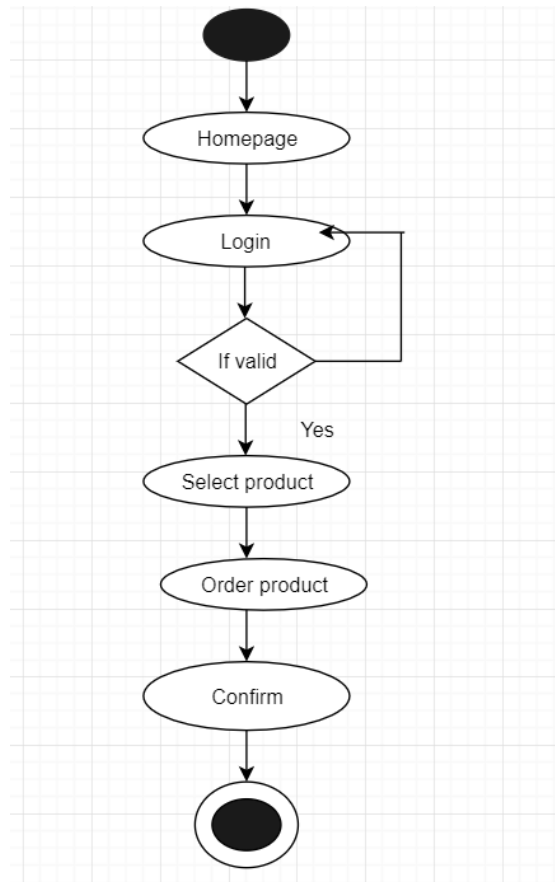 Homepage
Login
If valid
Yes
Select product
Order product
Confirm